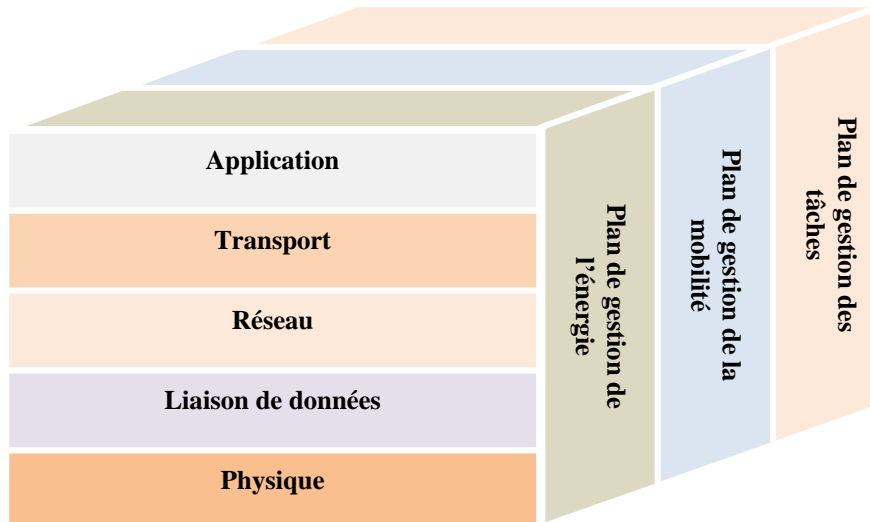 Application
Transport
Réseau
Liaison de données
Physique
Plan de gestion de
l’énergie
Plan de gestion de la
mobilité
Plan de gestion des
tâches